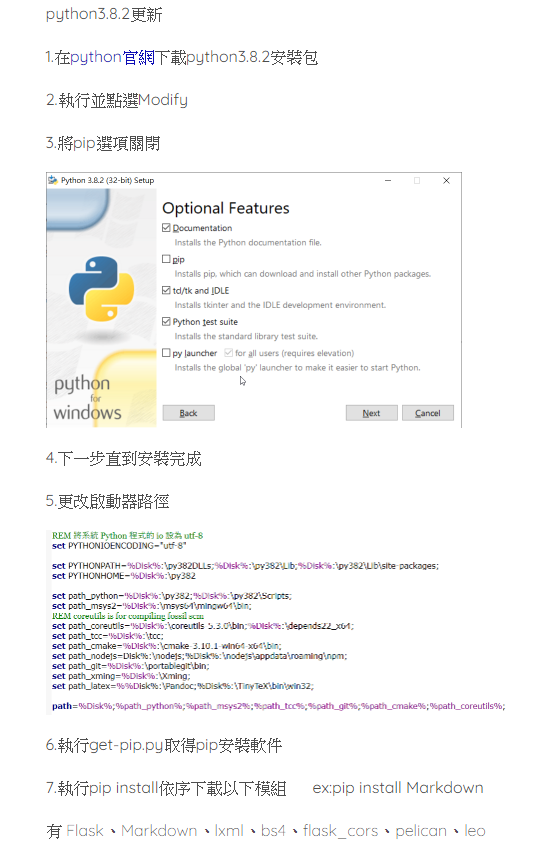 python3.8.2更新
1.在python官網下載python3.8.2安裝包
2.執行並點選Modify
3.將pip選項關閉
Python 3.8.2 (32-bit) Setup
Optional Features
Documentation
Installs the Python documentation file.
pip
Installs pip, which can download and install other Python packages.
tcl/tk and IDLE
Installs tkinter and the IDLE development environment.
Python test suite
Installs the standard library test suite.
py launcher for all users (requires elevation)
Installs the global 'py' launcher to make it easier to start Python.
python
for
windows
Back Next Cancel
4.下一步直到安裝完成
5.更改啟動器路徑
REM 將系統 Python 程式的 io 設為 utf-8
set PYTHONIOENCODING="utf-8"
set PYTHONPATH=%Disk%:\py382DLLs;%Disk%:\py382\Lib;%Disk%:\py382\Lib\site-packages;
set PYTHONHOME=%Disk%:\py382
set path_python=%Disk%:\py382;%Disk%:\py382\Scripts;
set path_msys2=%Disk%:\msys64\mingw64\bin;
REM coreutils is for compiling fossil scm
set path_coreutils=%Disk%:\coreutils-5.3.0\bin;%Disk%:\depends22_x64;
set path_tcc=%Disk%:\tcc;
set path_cmake=%Disk%:\cmake-3.10.1-win64-x64\bin;
set path_nodejs=Disk%:\nodejs;%Disk%:\nodejs\appdata\roaming\npm;
set path_git=%Disk%:\portablegit\bin;
set path_xming=%Disk%:\Xming;
set path_latex=%%Disk%:\Pandoc;%Disk%:\TinyTeX\bin\win32;
path=%Disk%;%path_python%;%path_msys2%;%path_tcc%;%path_git%;%path_cmake%;%path_coreutils%;
6.執行get-pip.py取得pip安裝軟件
7.執行pip install依序下載以下模組 ex:pip install Markdown
有 Flask、Markdown、lxml、bs4、flask_cors、pelican、leo